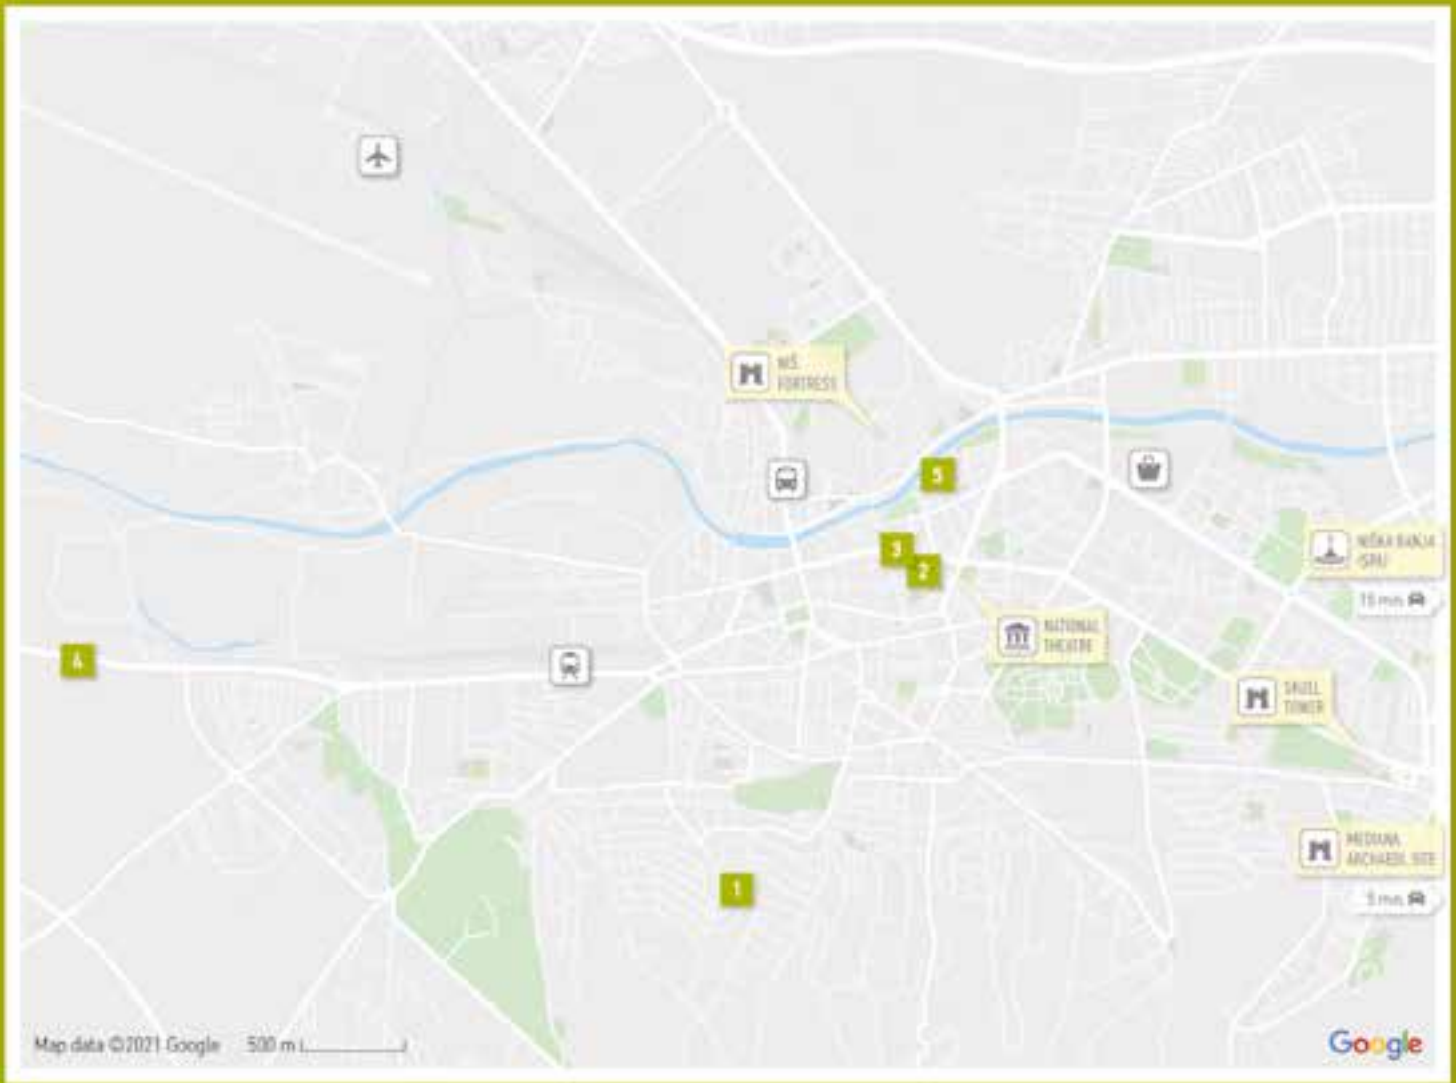 NIŠ
FORTRESS
5
3
2
NIŠKA BANJA
(SPA)
15 min.
NATIONAL
THEATRE
4
SKULL
TOWER
MEDIANA
ARCHAEOL. SITE
5 min.
1
Map data ©2021 Google
500 m
Google